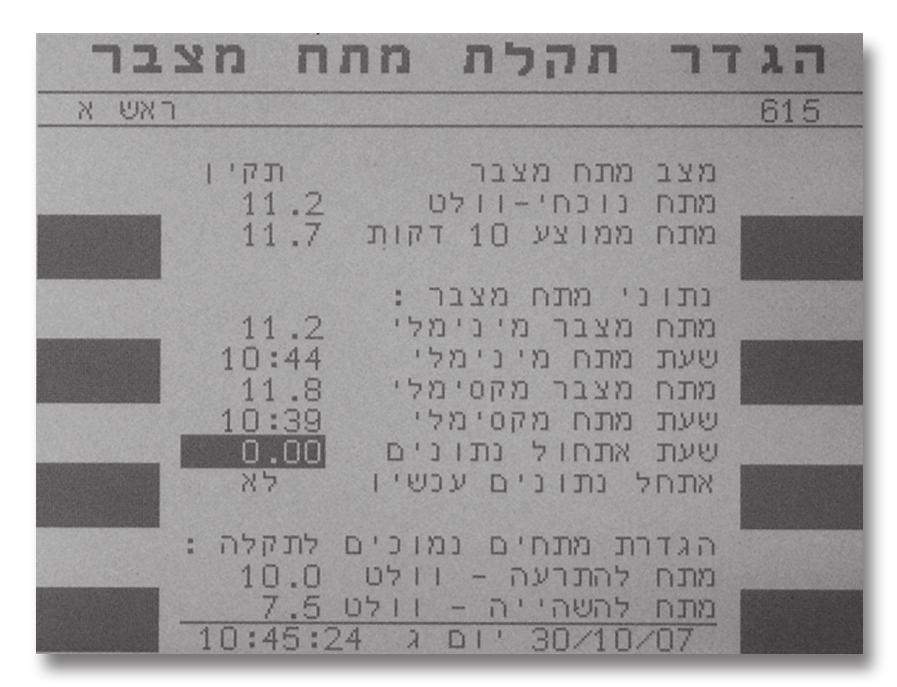 הגדר תקלת מתח מצבר
615 ראש א
מצב מתח מצבר תקין
מתח נוכחי-וולט 11.2
מתח ממוצע 10 דקות 11.7
נתוני מתח מצבר :
מתח מצבר מינימלי 11.2
שעת מתח מינימלי 10:44
מתח מצבר מקסימלי 11.8
שעת מתח מקסימלי 10:39
שעת אתחול נתונים 0.00
אתחל נתונים עכשיו לא
הגדרת מתחים נמוכים לתקלה :
מתח להתרעה - וולט 10.0
מתח להשהייה - וולט 7.5
30/10/07 יום ג 10:45:24